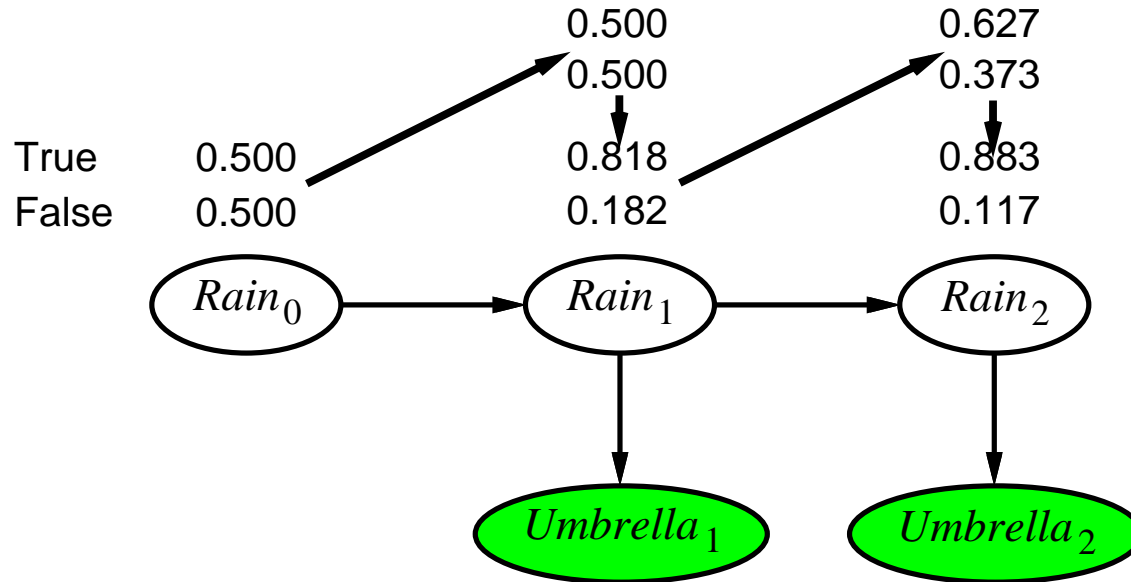 0.500 0.627
0.500 0.373
True 0.500 0.818 0.883
False 0.500 0.182 0.117
Rain0 Rain1 Rain2
Umbrella1 Umbrella2